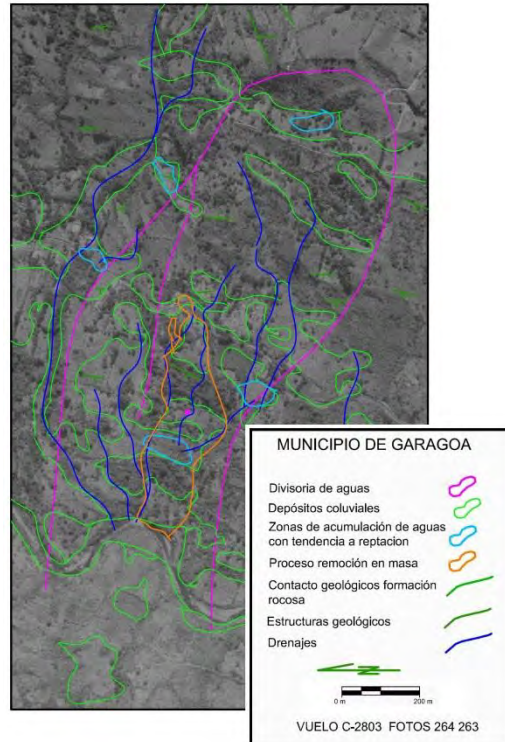 MUNICIPIO DE GARAGOA
Divisoria de aguas
Depósitos coluviales
Zonas de acumulación de aguas
con tendencia a reptacion
Proceso remoción en masa
Contacto geológicos formación
rocosa
Estructuras geológicos
Drenajes
0 m
200 m
VUELO C-2803 FOTOS 264 263